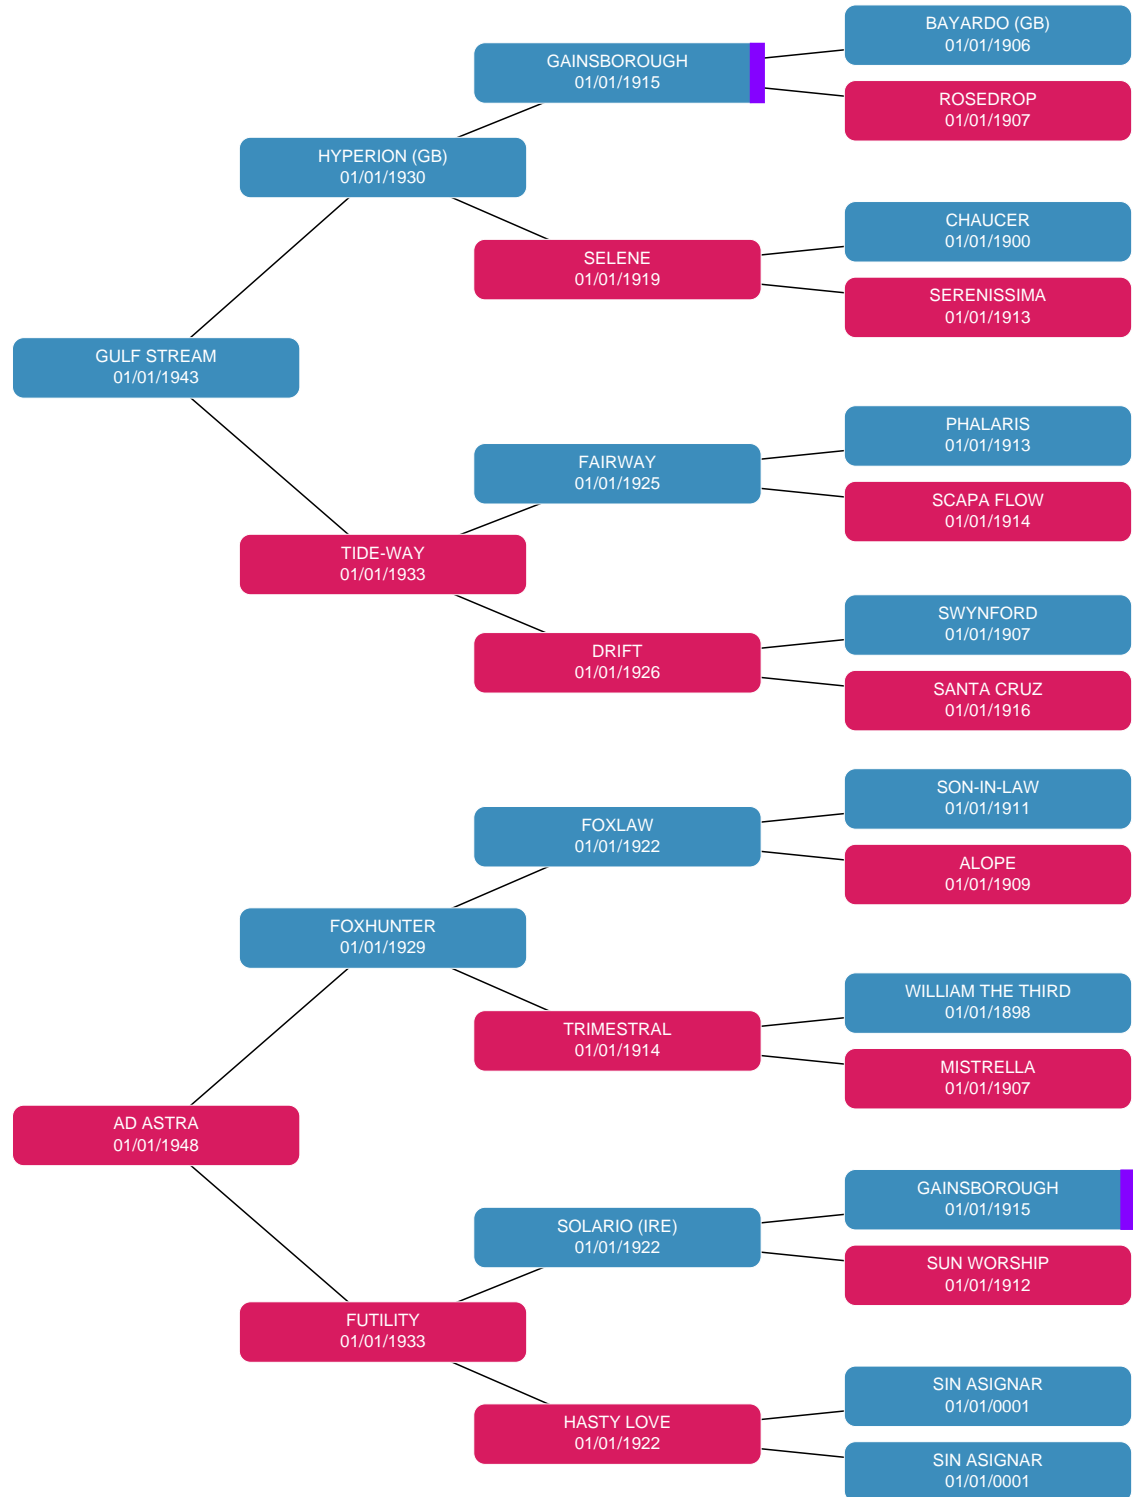 BAYARDO (GB)
01/01/1906
GAINSBOROUGH
01/01/1915
ROSEDROP
01/01/1907
HYPERION (GB)
01/01/1930
CHAUCER
01/01/1900
SELENE
01/01/1919
SERENISSIMA
01/01/1913
GULF STREAM
01/01/1943
PHALARIS
01/01/1913
FAIRWAY
01/01/1925
SCAPA FLOW
01/01/1914
TIDE-WAY
01/01/1933
SWYNFORD
01/01/1907
DRIFT
01/01/1926
SANTA CRUZ
01/01/1916
SON-IN-LAW
01/01/1911
FOXLAW
01/01/1922
ALOPE
01/01/1909
FOXHUNTER
01/01/1929
WILLIAM THE THIRD
01/01/1898
TRIMESTRAL
01/01/1914
MISTRELLA
01/01/1907
AD ASTRA
01/01/1948
GAINSBOROUGH
01/01/1915
SOLARIO (IRE)
01/01/1922
SUN WORSHIP
01/01/1912
FUTILITY
01/01/1933
SIN ASIGNAR
01/01/0001
HASTY LOVE
01/01/1922
SIN ASIGNAR
01/01/0001